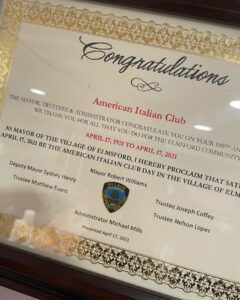 Congratulations
American Italian Club
THE MAYOR, TRUSTEES & ADMINISTRATOR CONGRATULATE YOU ON YOUR 100TH
WE THANK YOU FOR ALL THAT YOU DO FOR THE ELMSFORD COMMUNITY
APRIL 17, 1921 TO APRIL 17, 2021
AS MAYOR OF THE VILLAGE OF ELMSFORD, I HEREBY PROCLAIM THAT
APRIL 17, 2021 BE THE AMERICAN ITALIAN CLUB DAY IN THE VILLAGE OF
Mayor Robert Williams
Deputy Mayor Sydney Henry
Trustee Joseph Coffey
Trustee Matthew Evans
Trustee Nelson Lopez
Administrator Michael Mills
Presented April 17, 2021